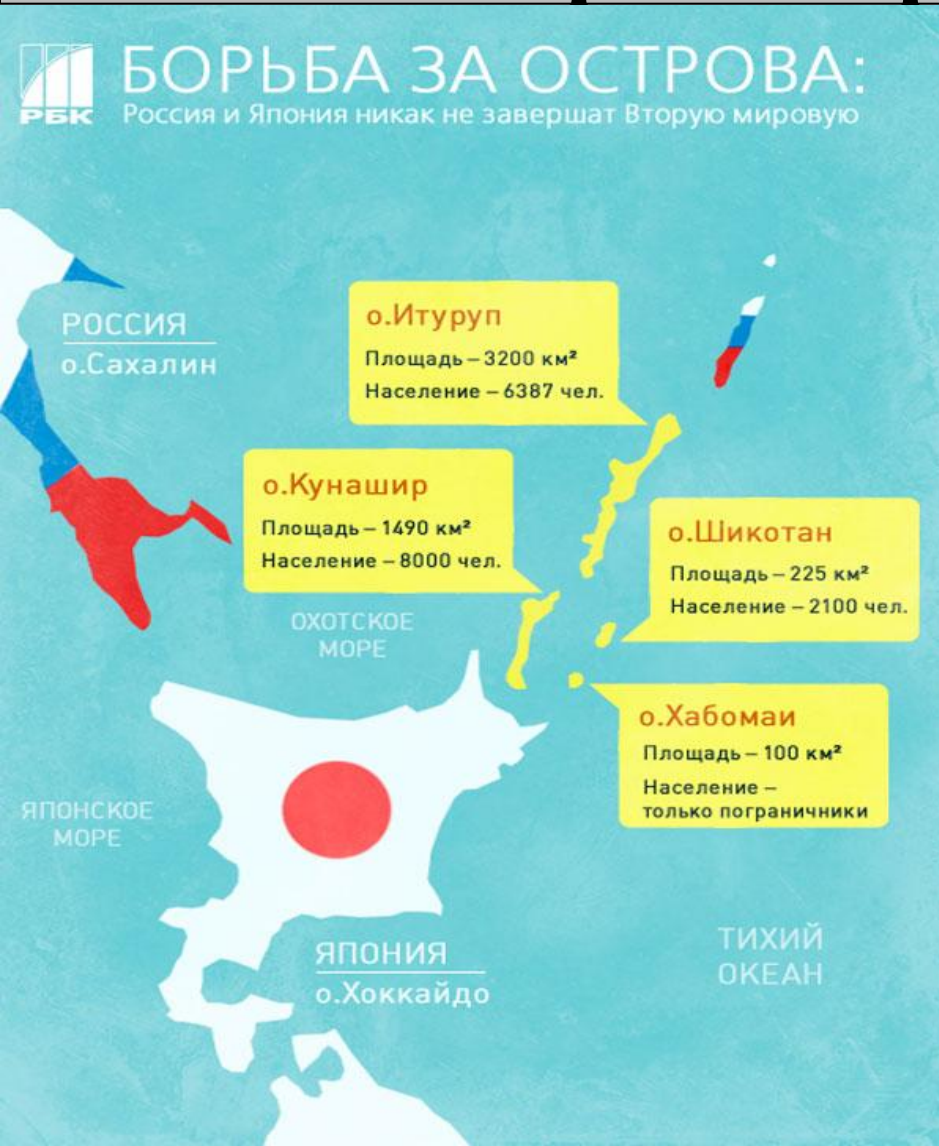 РБК
БОРЬБА ЗА ОСТРОВА:
Россия и Япония никак не завершат Вторую мировую
РОССИЯ
о.Сахалин
о.Итуруп
Площадь – 3200 км²
Население – 6387 чел.
о.Кунашир
Площадь – 1490 км²
Население – 8000 чел.
о.Шикотан
Площадь – 225 км²
Население – 2100 чел.
ОХОТСКОЕ
МОРЕ
о.Хабомаи
Площадь – 100 км²
Население –
только пограничники
ЯПОНСКОЕ
МОРЕ
ЯПОНИЯ
о.Хоккайдо
ТИХИЙ
ОКЕАН